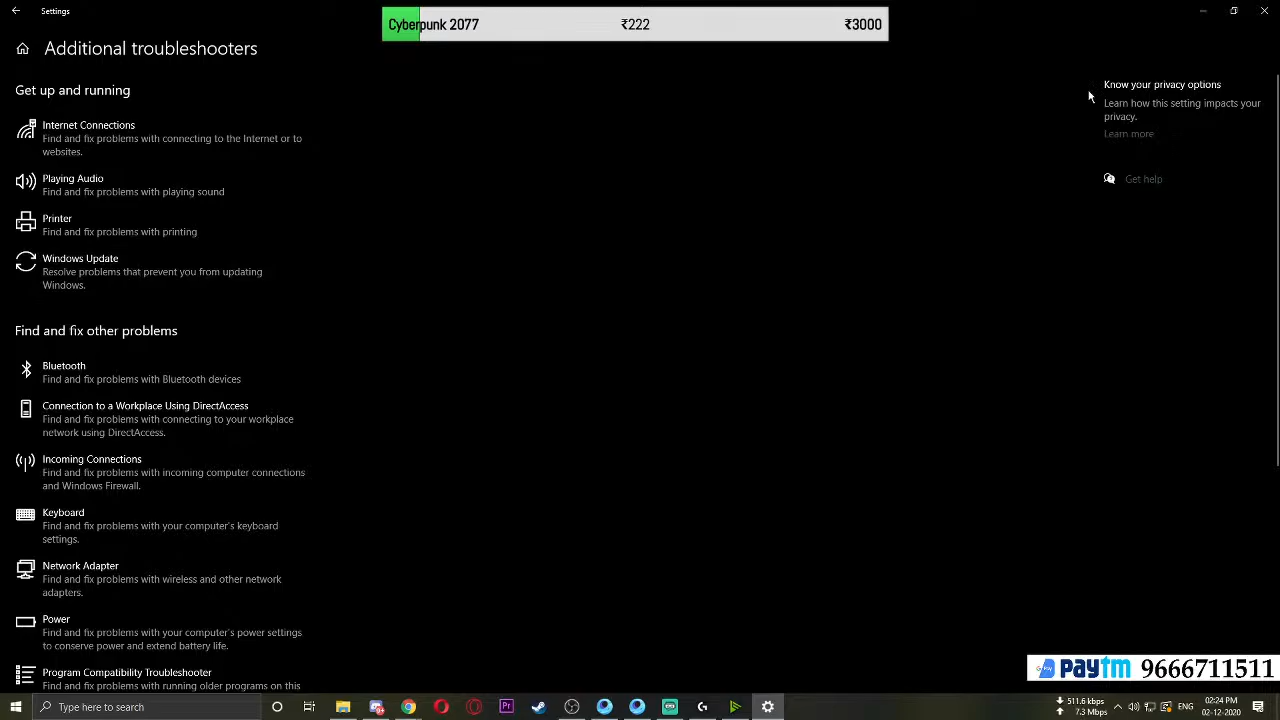 Settings
Cyberpunk 2077 ₹222 ₹3000
Additional troubleshooters
Get up and running
Internet Connections
Find and fix problems with connecting to the Internet or to
websites.
Playing Audio
Find and fix problems with playing sound
Printer
Find and fix problems with printing
Windows Update
Resolve problems that prevent you from updating
Windows.
Find and fix other problems
Bluetooth
Find and fix problems with Bluetooth devices
Connection to a Workplace Using DirectAccess
Find and fix problems with connecting to your workplace
network using DirectAccess.
Incoming Connections
Find and fix problems with incoming computer connections
and Windows Firewall.
Keyboard
Find and fix problems with your computer's keyboard
settings.
Network Adapter
Find and fix problems with wireless and other network
adapters.
Power
Find and fix problems with your computer's power settings
to conserve power and extend battery life.
Program Compatibility Troubleshooter
Find and fix problems with running older programs on this
Know your privacy options
Learn how this setting impacts your
privacy.
Learn more
Get help
paytm 9666711511
Type here to search
Pr
511.6 kbps
7.3 Mbps
ENG
02:24 PM
02-12-2020